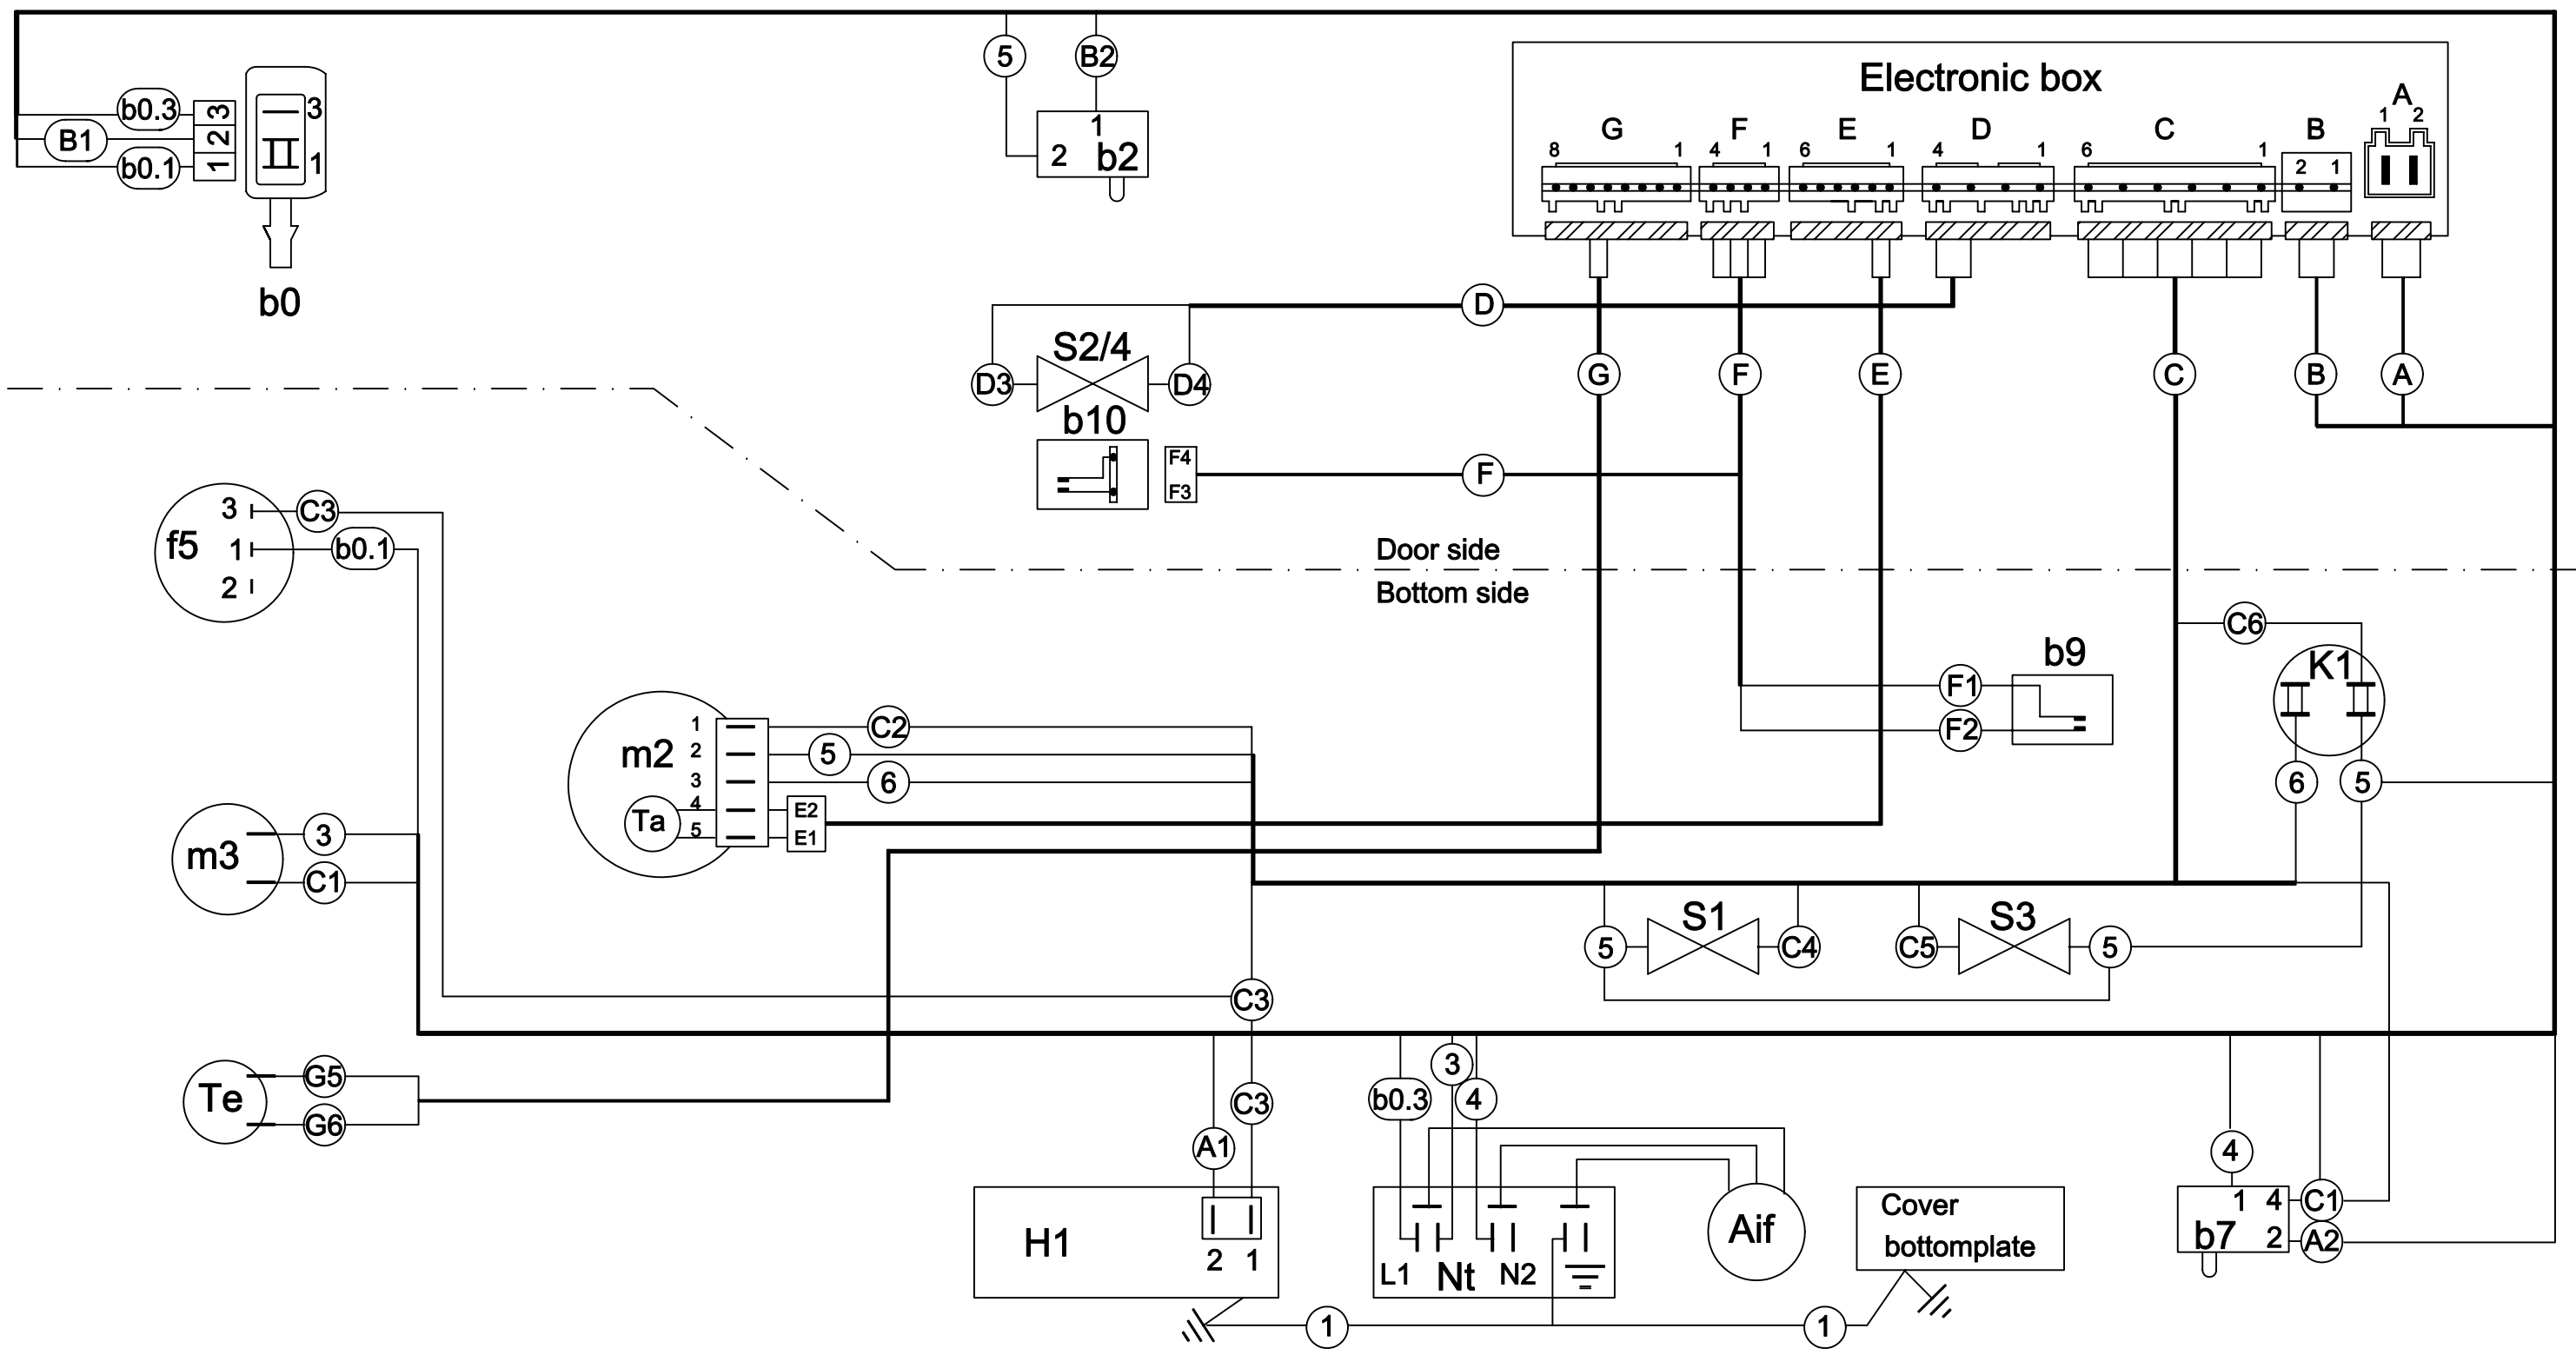 5
B2
Electronic box
b0.3
B1
b0.1
3
2
1
3
1
b0
1
2
b2
G
F
E
D
C
B
A
1 2
8 1
4 1
6 1
4 1
6 1
2 1
D
S2/4
D3
D4
G
F
E
C
B
A
b10
F4
F3
F
Door side
Bottom side
f5
3
1
2
C3
b0.1
C6
K1
b9
F1
F2
m2
1
2
3
4
5
Ta
C2
5
6
E2
E1
6
5
m3
3
C1
S1
5
C4
S3
C5
5
C3
Te
G5
G6
A1
C3
b0.3
3
4
4
H1
2 1
L1
Nt
N2
Aif
Cover
bottomplate
1
4
b7
2
C1
A2
1
1